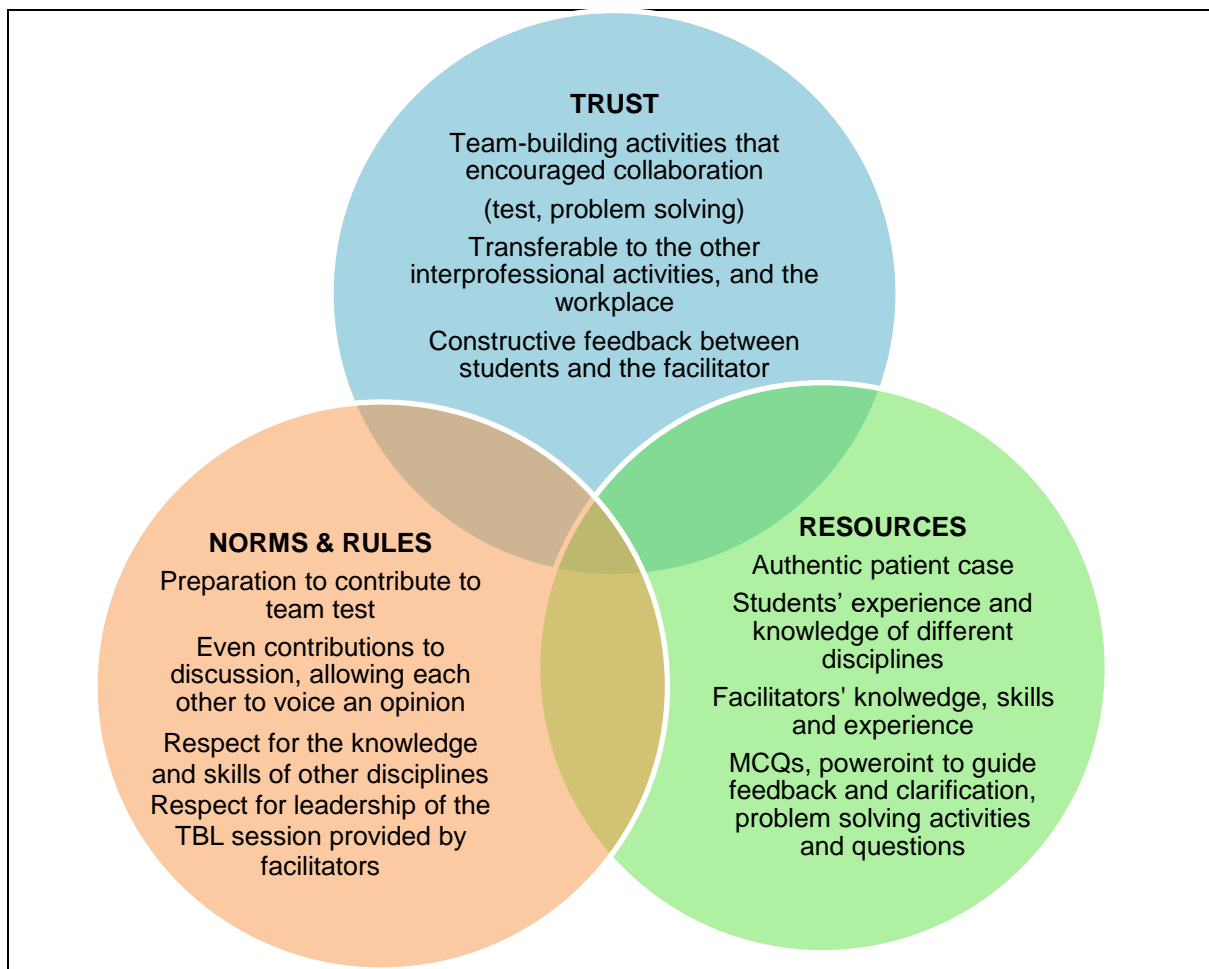 TRUST
Team-building activities that
encouraged collaboration
(test, problem solving)
Transferable to the other
interprofessional activities, and the
workplace
Constructive feedback between
students and the facilitator
NORMS & RULES
Preparation to contribute to
team test
Even contributions to
discussion, allowing each
other to voice an opinion
Respect for the knowledge
and skills of other disciplines
Respect for leadership of the
TBL session provided by
facilitators
RESOURCES
Authentic patient case
Students’ experience and
knowledge of different
disciplines
Facilitators' knolwedge, skills
and experience
MCQs, poweroint to guide
feedback and clarification,
problem solving activities
and questions